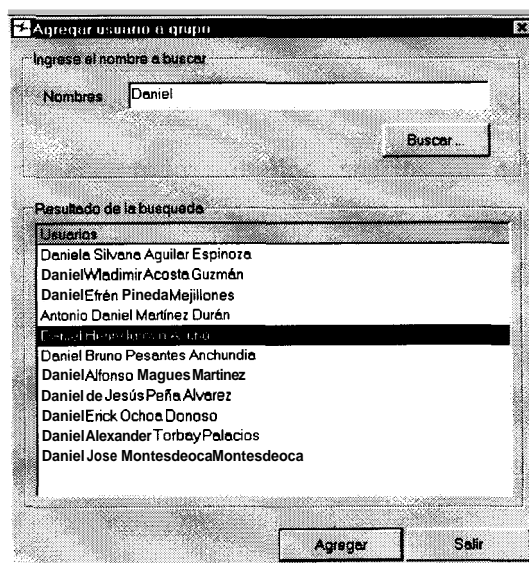 Agregar usuario a grupo
Ingrese el nombre a buscar
Nombres Daniel
Buscar ...
Resultado de la busqueda
Usuarios
Daniela Silvana Aguilar Espinoza
Daniel Wladimir Acosta Guzmán
Daniel Efrén Pineda Mejillones
Antonio Daniel Martínez Durán
Daniel
Daniel Bruno Pesantes Anchundia
Daniel Alfonso Magues Martinez
Daniel de Jesús Peña Alvarez
Daniel Erick Ochoa Donoso
Daniel Alexander Torbay Palacios
Daniel Jose Montesdeoca Montesdeoca
Agregar Salir